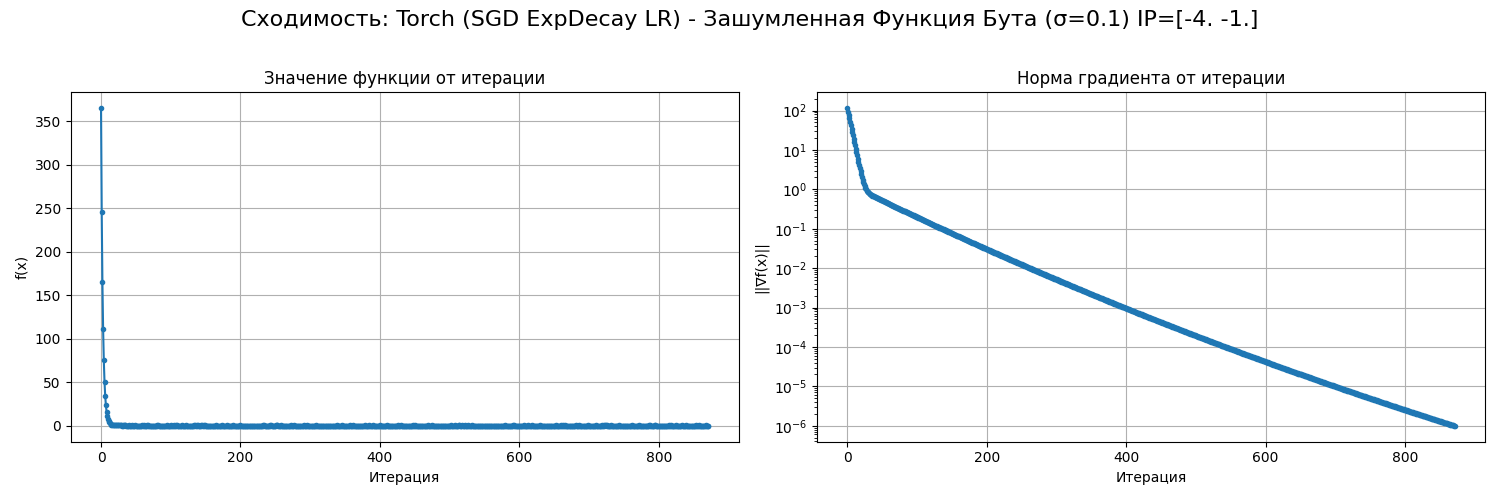 Сходимость: Torch (SGD ExpDecay LR) - Зашумленная Функция Бута (σ=0.1) IP=[-4. -1.]
Значение функции от итерации
f(x)
350
300
250
200
150
100
50
0
0 200 400 600 800
Итерация
Норма градиента от итерации
||∇f(x)||
10²
10¹
10⁰
10⁻¹
10⁻²
10⁻³
10⁻⁴
10⁻⁵
10⁻⁶
0 200 400 600 800
Итерация